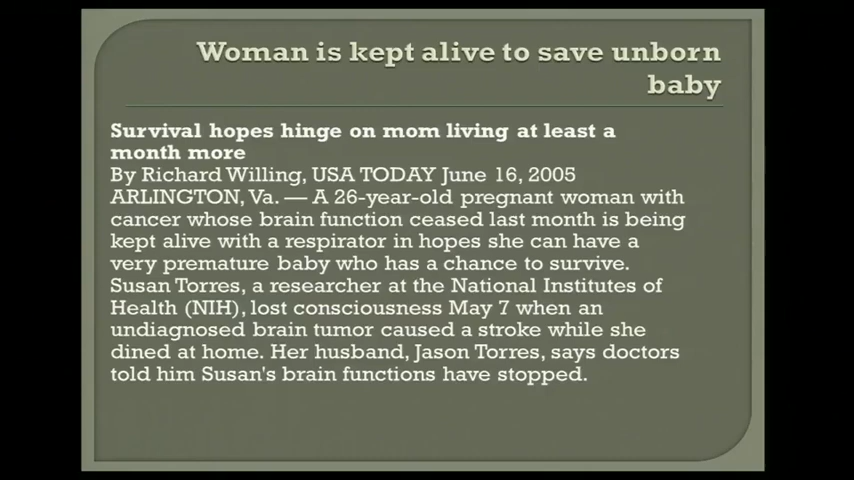 Woman is kept alive to save unborn
baby
Survival hopes hinge on mom living at least a
month more
By Richard Willing, USA TODAY June 16, 2005
ARLINGTON, Va. — A 26-year-old pregnant woman with
cancer whose brain function ceased last month is being
kept alive with a respirator in hopes she can have a
very premature baby who has a chance to survive.
Susan Torres, a researcher at the National Institutes of
Health (NIH), lost consciousness May 7 when an
undiagnosed brain tumor caused a stroke while she
dined at home. Her husband, Jason Torres, says doctors
told him Susan's brain functions have stopped.